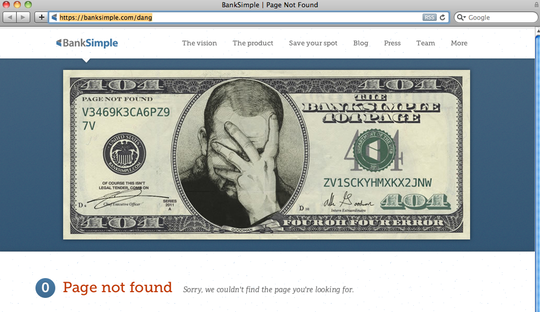 BankSimple | Page Not Found
https://banksimple.com/dang
RSS
Google
BankSimple
The vision
The product
Save your spot
Blog
Press
Team
More
404
404
PAGE NOT FOUND
THE
BANKSIMPLE
404 PAGE
V3469K3CA6PZ9
7V
404
ZV1SCKYHMXKX2JNW
OF COURSE THIS ISN'T
LEGAL TENDER, COME ON
SERIES
2011
A
Chief Executive Officer
Intern Extraordinaire
404
404
FOUR OH FOUR ERROR
0
Page not found
Sorry, we couldn't find the page you're looking for.